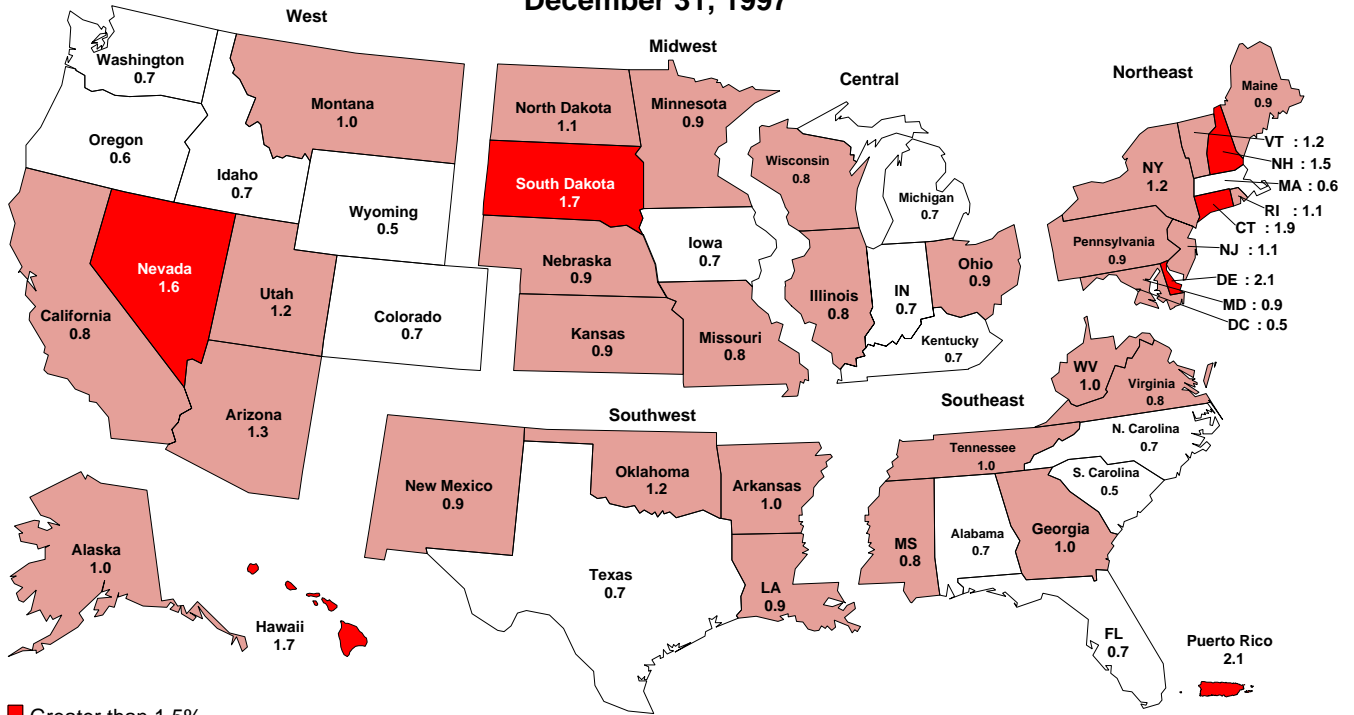 December 31, 1997
West
Washington
0.7
Oregon
0.6
Idaho
0.7
Montana
1.0
Wyoming
0.5
Nevada
1.6
Utah
1.2
Colorado
0.7
California
0.8
Arizona
1.3
Alaska
1.0
Hawaii
1.7
Midwest
North Dakota
1.1
Minnesota
0.9
South Dakota
1.7
Iowa
0.7
Nebraska
0.9
Kansas
0.9
Missouri
0.8
Central
Wisconsin
0.8
Michigan
0.7
Illinois
0.8
IN
0.7
Ohio
0.9
Kentucky
0.7
Northeast
Maine
0.9
VT : 1.2
NH : 1.5
MA : 0.6
RI : 1.1
CT : 1.9
NJ : 1.1
DE : 2.1
MD : 0.9
DC : 0.5
NY
1.2
Pennsylvania
0.9
Southwest
New Mexico
0.9
Oklahoma
1.2
Arkansas
1.0
Texas
0.7
LA
0.9
Southeast
WV
1.0
Virginia
0.8
N. Carolina
0.7
Tennessee
1.0
S. Carolina
0.5
MS
0.8
Alabama
0.7
Georgia
1.0
FL
0.7
Puerto Rico
2.1
Greater than 1.5%